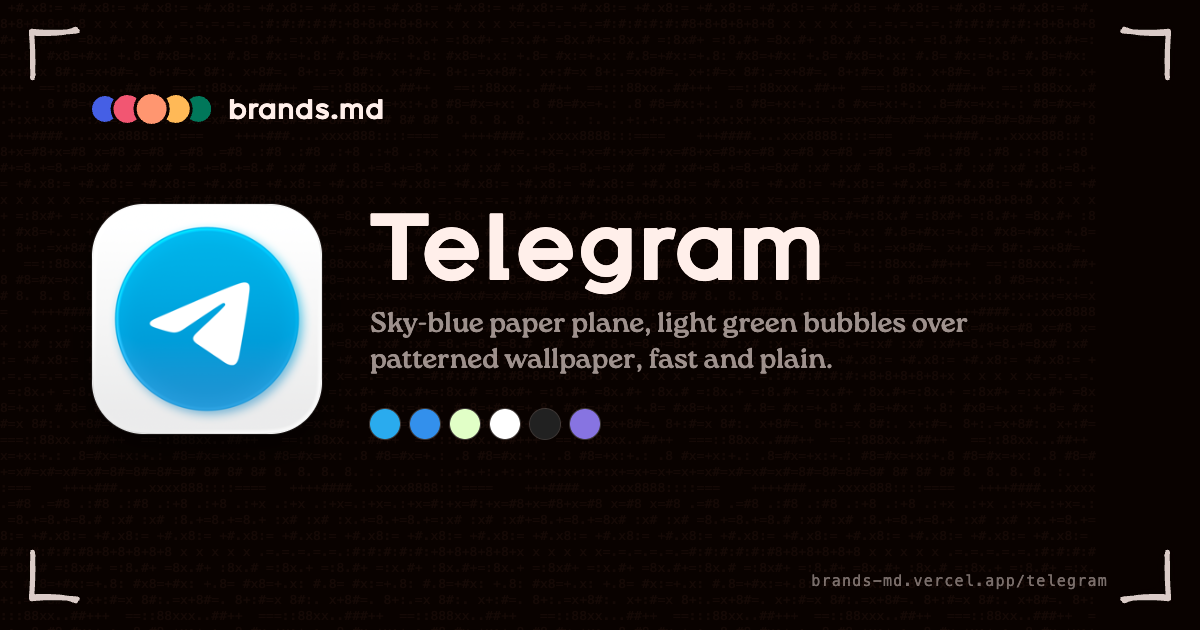 brands.md
Telegram
Sky-blue paper plane, light green bubbles over
patterned wallpaper, fast and plain.
brands-md.vercel.app/telegram